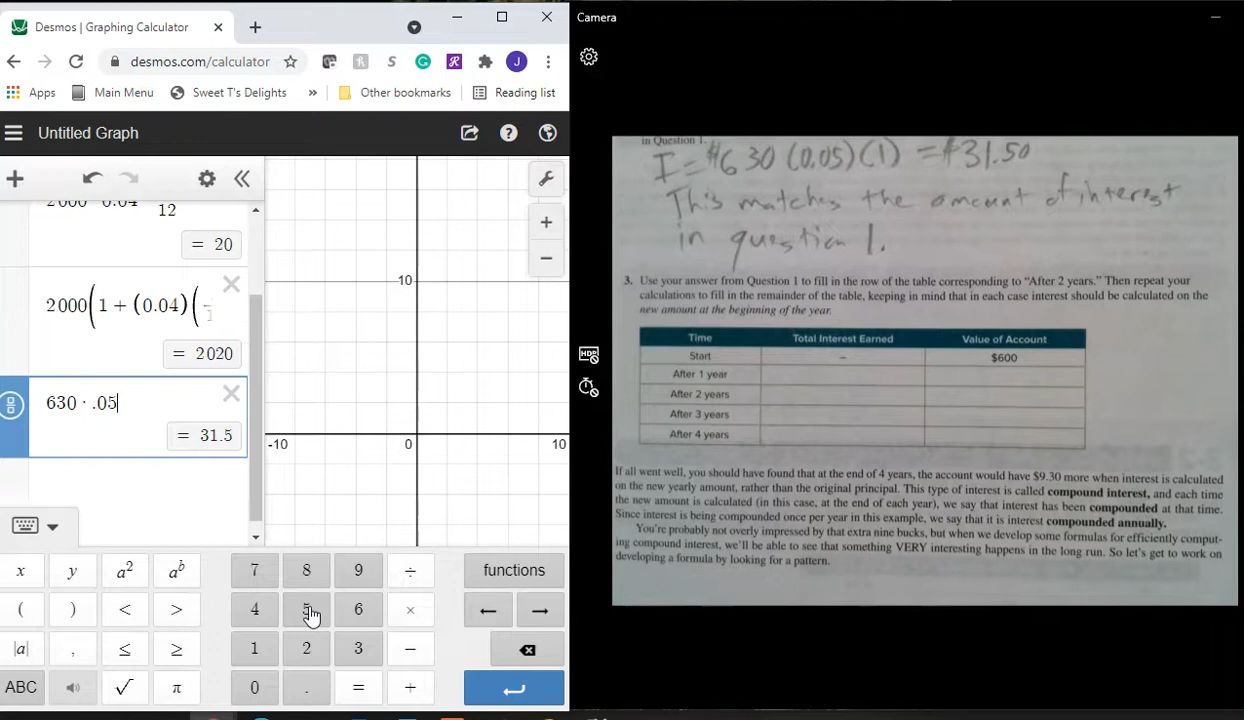 Desmos | Graphing Calculator
desmos.com/calculator
J
Apps Main Menu Sweet T's Delights » Other bookmarks Reading list
Untitled Graph
2000 0.04 12
= 20
2000(1 + (0.04)(
= 2020
630 · .05
= 31.5
10
-10 0 10
x y a² aᵇ 7 8 9 ÷ functions
( ) < > 4 5 6 × ← →
|a| , ≤ ≥ 1 2 3 −
ABC √ π 0 . = +
Camera
in Question 1.
I = $630 (0.05)(1) = $31.50
This matches the amount of interest
in question 1.
3. Use your answer from Question 1 to fill in the row of the table corresponding to “After 2 years.” Then repeat your
calculations to fill in the remainder of the table, keeping in mind that in each case interest should be calculated on the
new amount at the beginning of the year.
Time Total Interest Earned Value of Account
Start – $600
After 1 year
After 2 years
After 3 years
After 4 years
If all went well, you should have found that at the end of 4 years, the account would have $9.30 more when interest is calculated
on the new yearly amount, rather than the original principal. This type of interest is called compound interest, and each time
the new amount is calculated (in this case, at the end of each year), we say that interest has been compounded at that time.
Since interest is being compounded once per year in this example, we say that it is interest compounded annually.
You're probably not overly impressed by that extra nine bucks, but when we develop some formulas for efficiently comput-
ing compound interest, we'll be able to see that something VERY interesting happens in the long run. So let's get to work on
developing a formula by looking for a pattern.